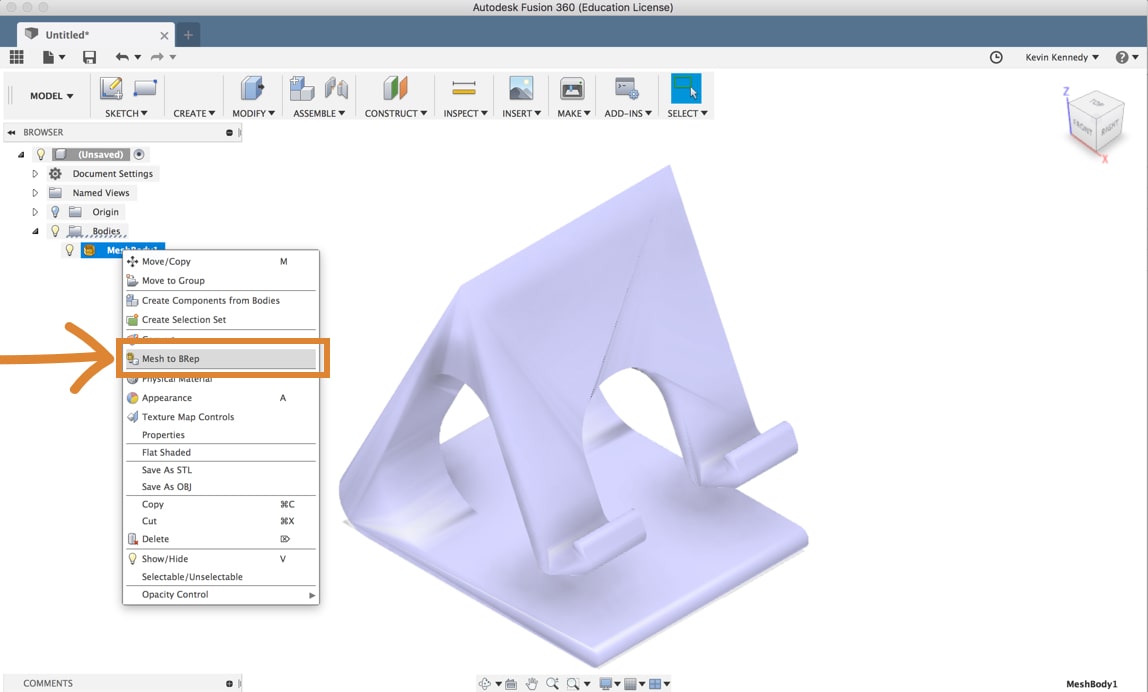 Autodesk Fusion 360 (Education License)
Untitled*
Kevin Kennedy
MODEL
SKETCH
CREATE
MODIFY
ASSEMBLE
CONSTRUCT
INSPECT
INSERT
MAKE
ADD-INS
SELECT
Z
TOP
FRONT
RIGHT
X
BROWSER
(Unsaved)
Document Settings
Named Views
Origin
Bodies
MeshBody1
Move/Copy M
Move to Group
Create Components from Bodies
Create Selection Set
Mesh to BRep
Physical Material
Appearance A
Texture Map Controls
Properties
Flat Shaded
Save As STL
Save As OBJ
Copy ⌘C
Cut ⌘X
Delete ⌦
Show/Hide V
Selectable/Unselectable
Opacity Control
COMMENTS
MeshBody1